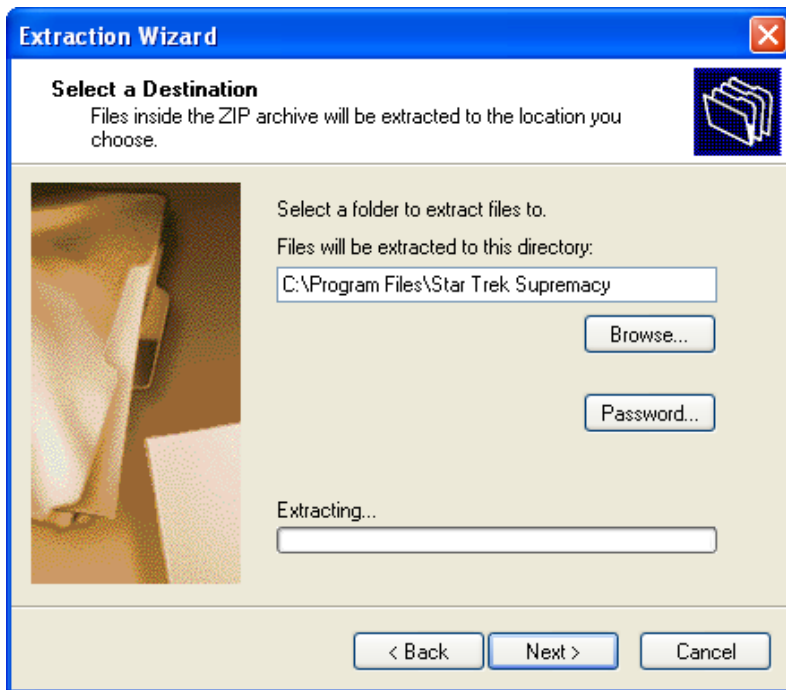 Extraction Wizard
Select a Destination
Files inside the ZIP archive will be extracted to the location you
choose.
Select a folder to extract files to.
Files will be extracted to this directory:
C:\Program Files\Star Trek Supremacy
Browse...
Password...
Extracting...
< Back
Next >
Cancel